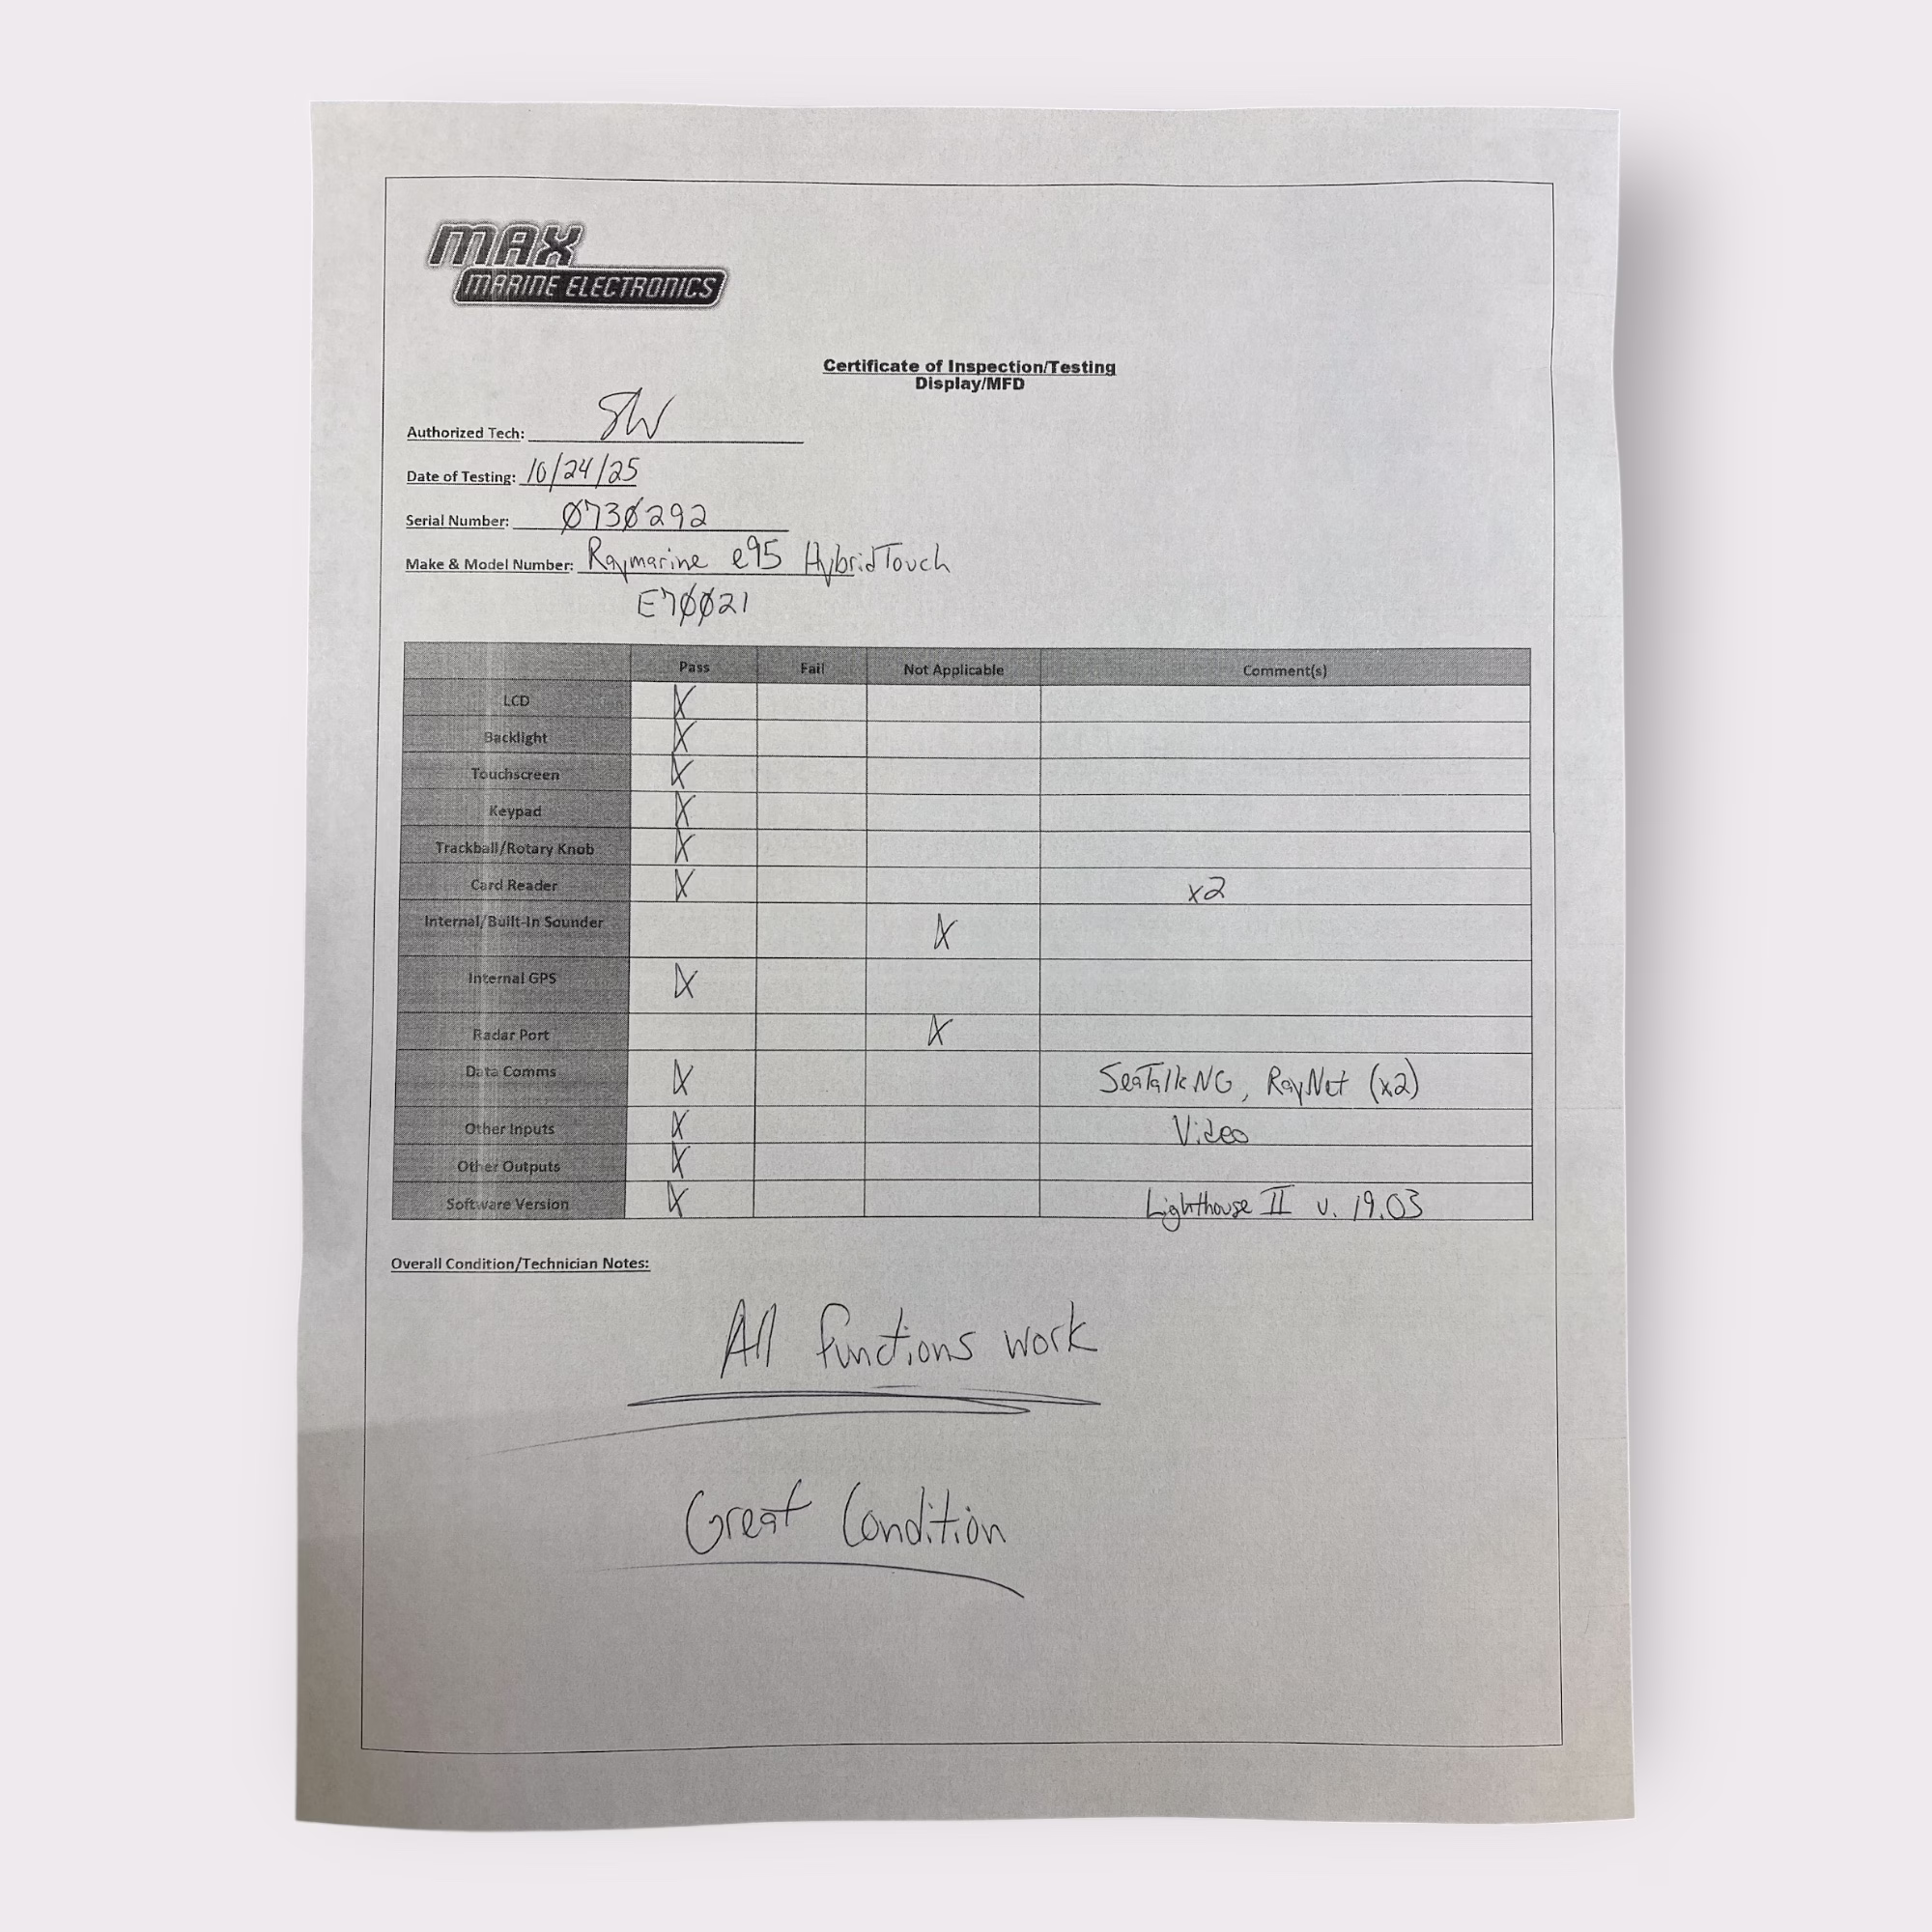 MAX
MARINE ELECTRONICS
Certificate of Inspection/Testing
Display/MFD
Authorized Tech: SW
Date of Testing: 10/24/25
Serial Number: 0730292
Make & Model Number: Raymarine e95 HybridTouch
E70021
Pass Fail Not Applicable Comment(s)
LCD X
Backlight X
Touchscreen X
Keypad X
Trackball/Rotary Knob X
Card Reader X x2
Internal/Built-In Sounder X
Internal GPS X
Radar Port X
Data Comms X SeaTalkNG, RayNet (x2)
Other Inputs X Video
Other Outputs X
Software Version X Lighthouse II v. 19.03
Overall Condition/Technician Notes:
All functions work
Great Condition